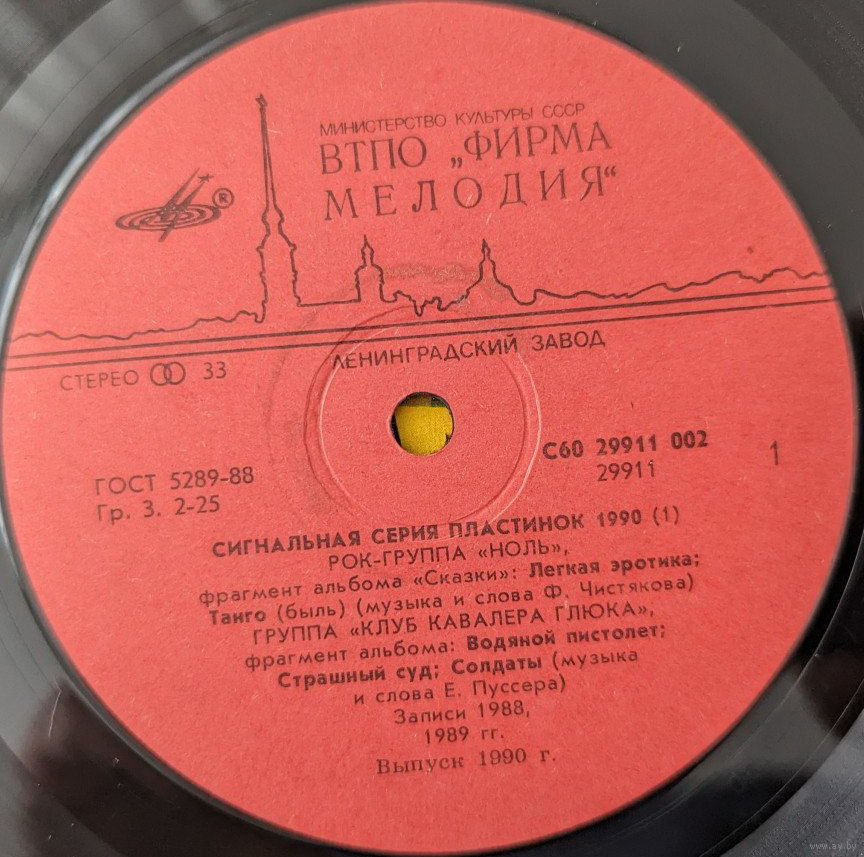 МИНИСТЕРСТВО КУЛЬТУРЫ СССР
ВТПО „ФИРМА
МЕЛОДИЯ“
®
ЛЕНИНГРАДСКИЙ ЗАВОД
СТЕРЕО 33
С60 29911 002
29911
1
ГОСТ 5289-88
Гр. 3. 2-25
СИГНАЛЬНАЯ СЕРИЯ ПЛАСТИНОК 1990 (1)
РОК-ГРУППА «НОЛЬ»,
фрагмент альбома «Сказки»: Легкая эротика;
Танго (быль) (музыка и слова Ф. Чистякова)
ГРУППА «КЛУБ КАВАЛЕРА ГЛЮКА»,
фрагмент альбома: Водяной пистолет;
Страшный суд; Солдаты (музыка
и слова Е. Пуссера)
Записи 1988,
1989 гг.
Выпуск 1990 г.
www.ay.by